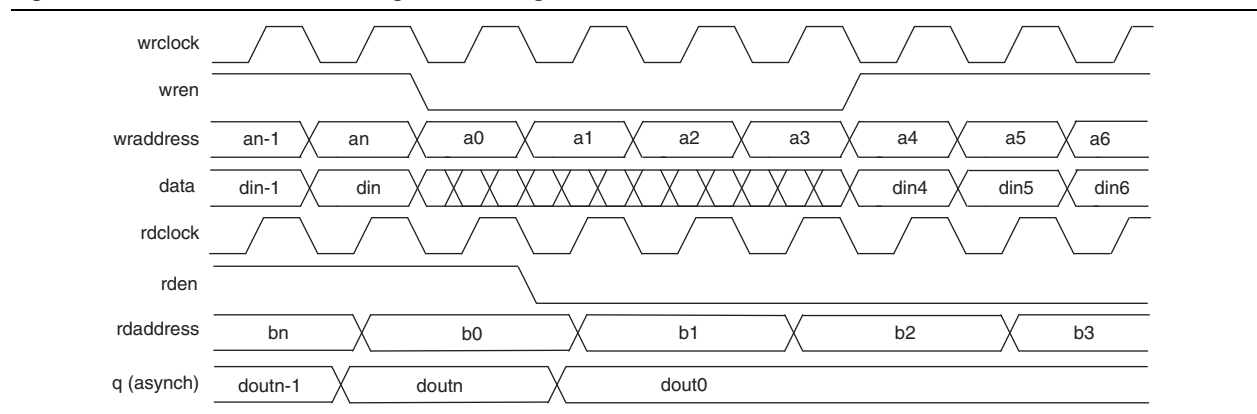 wrclock
wren
wraddress an-1 an a0 a1 a2 a3 a4 a5 a6
data din-1 din din4 din5 din6
rdclock
rden
rdaddress bn b0 b1 b2 b3
q (asynch) doutn-1 doutn dout0